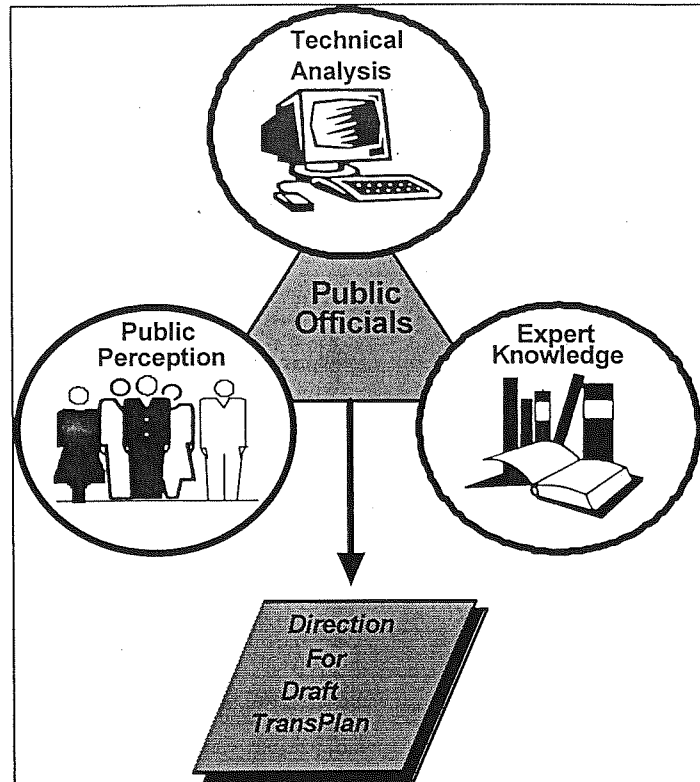 Technical
Analysis
Public
Officials
Public
Perception
Expert
Knowledge
Direction
For
Draft
TransPlan